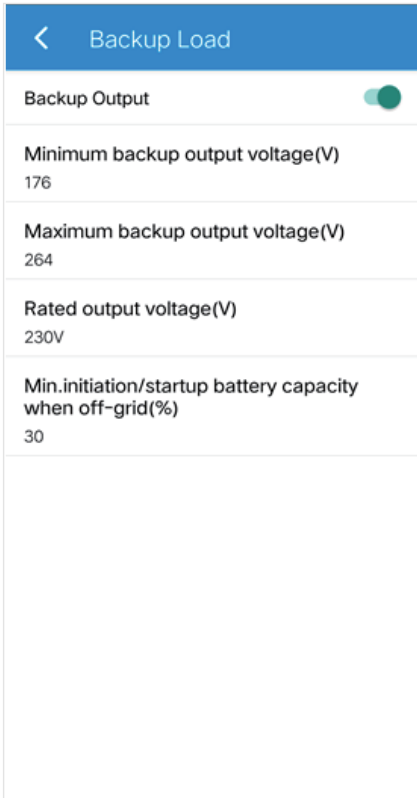 Backup Load
Backup Output
Minimum backup output voltage(V)
176
Maximum backup output voltage(V)
264
Rated output voltage(V)
230V
Min.initiation/startup battery capacity
when off-grid(%)
30